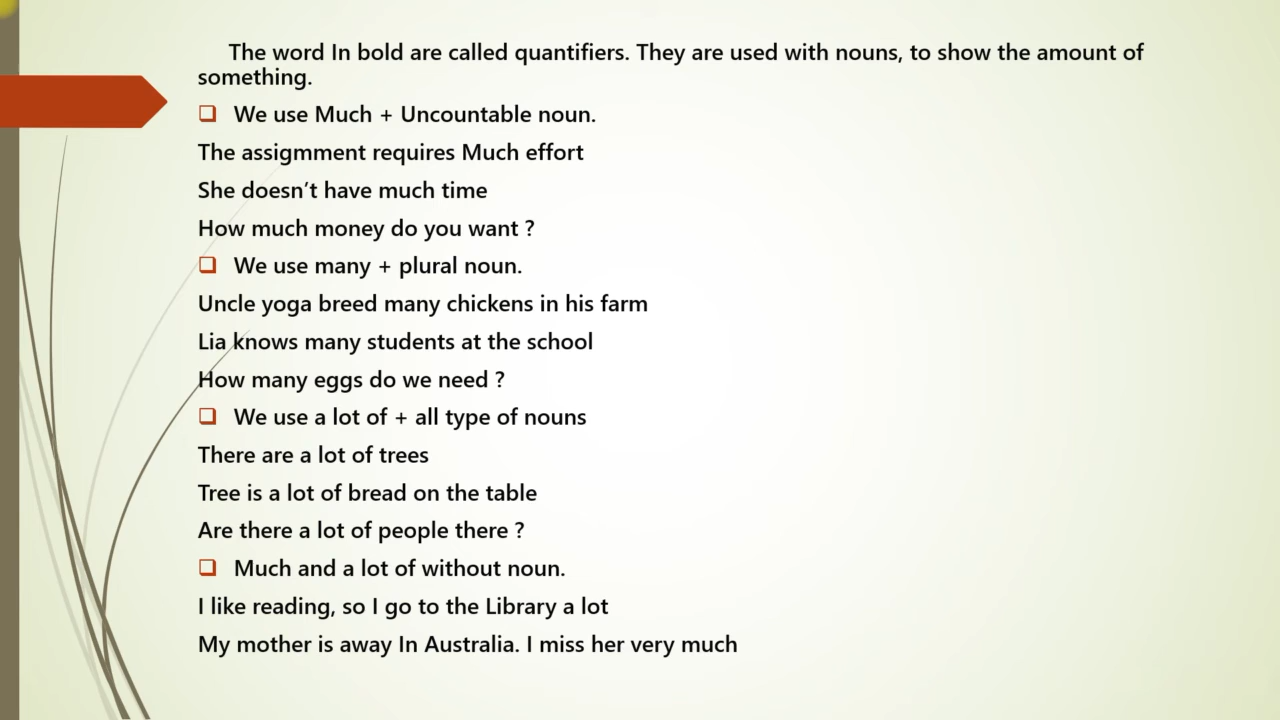 The word In bold are called quantifiers. They are used with nouns, to show the amount of
something.
❑ We use Much + Uncountable noun.
The assigmment requires Much effort
She doesn’t have much time
How much money do you want ?
❑ We use many + plural noun.
Uncle yoga breed many chickens in his farm
Lia knows many students at the school
How many eggs do we need ?
❑ We use a lot of + all type of nouns
There are a lot of trees
Tree is a lot of bread on the table
Are there a lot of people there ?
❑ Much and a lot of without noun.
I like reading, so I go to the Library a lot
My mother is away In Australia. I miss her very much